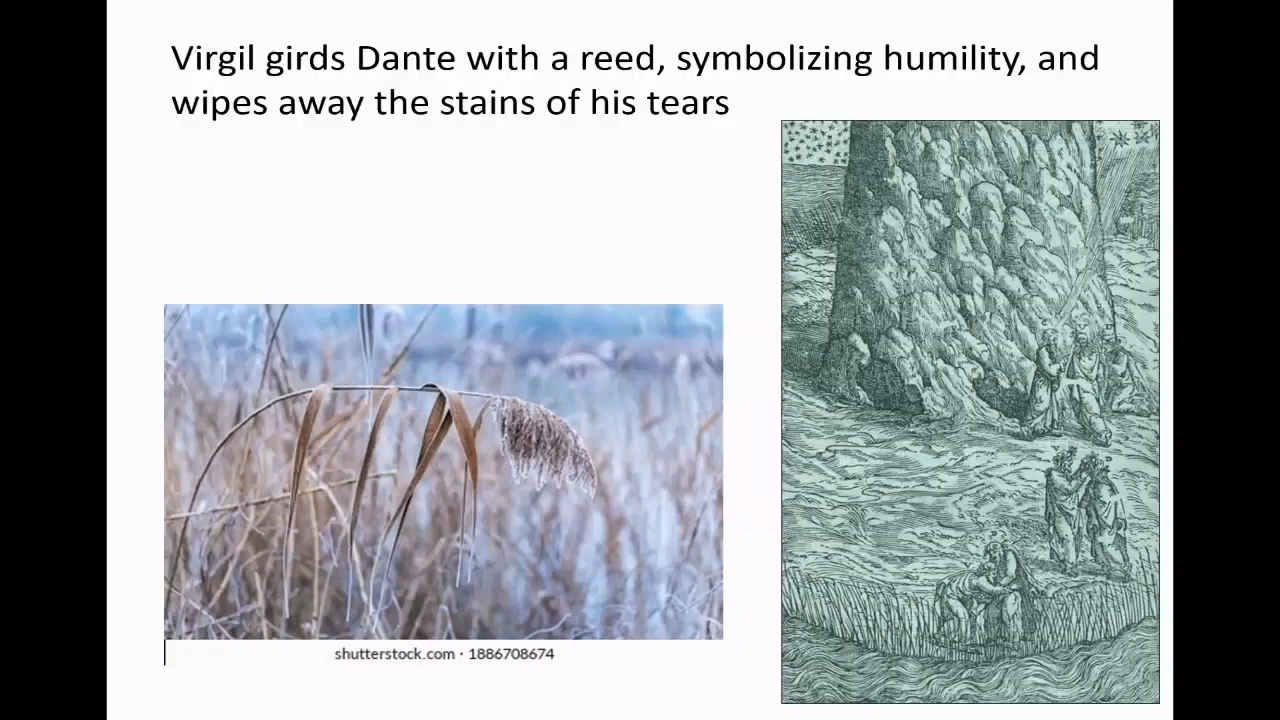 Virgil girds Dante with a reed, symbolizing humility, and
wipes away the stains of his tears
shutterstock.com · 1886708674